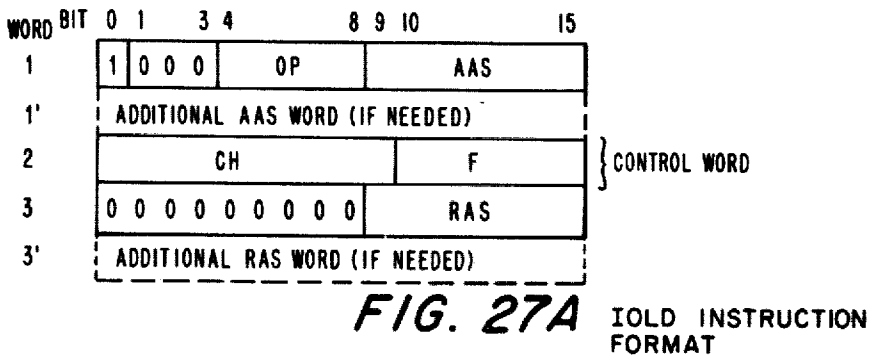 WORD BIT 0 1 3 4 8 9 10 15
1 1 0 0 0 OP AAS
1' ADDITIONAL AAS WORD (IF NEEDED)
2 CH F CONTROL WORD
3 0 0 0 0 0 0 0 0 0 RAS
3' ADDITIONAL RAS WORD (IF NEEDED)
FIG. 27A IOLD INSTRUCTION
FORMAT